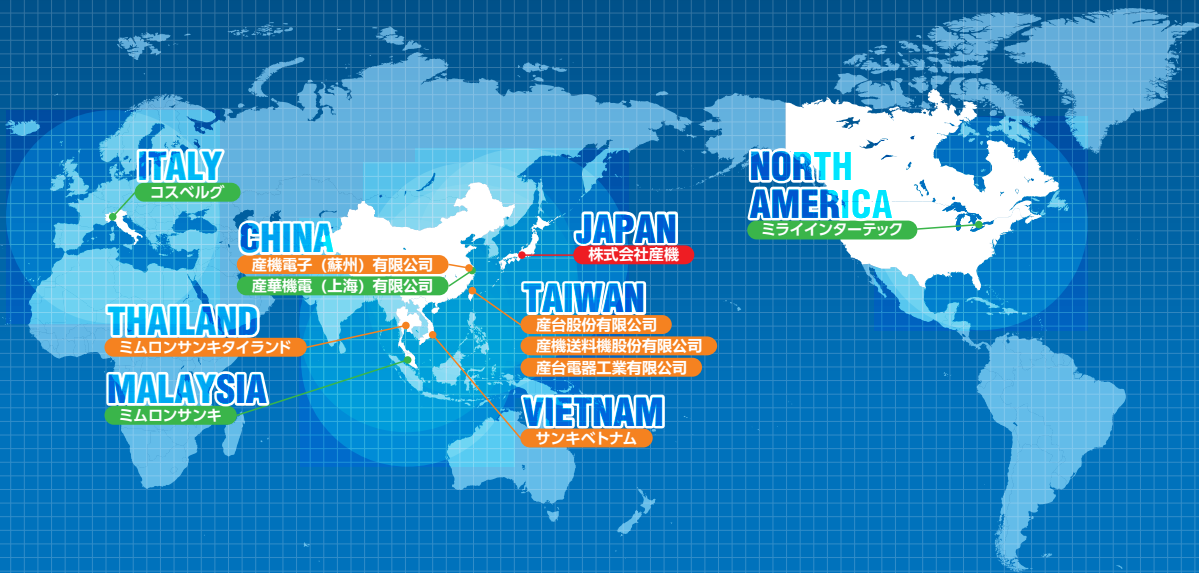 ITALY
コスベルグ
CHINA
産機電子（蘇州）有限公司
産華機電（上海）有限公司
THAILAND
ミムロンサンキタイランド
MALAYSIA
ミムロンサンキ
JAPAN
株式会社産機
TAIWAN
産台股份有限公司
産機送料機股份有限公司
産台電器工業有限公司
VIETNAM
サンキベトナム
NORTH
AMERICA
ミライインターテック